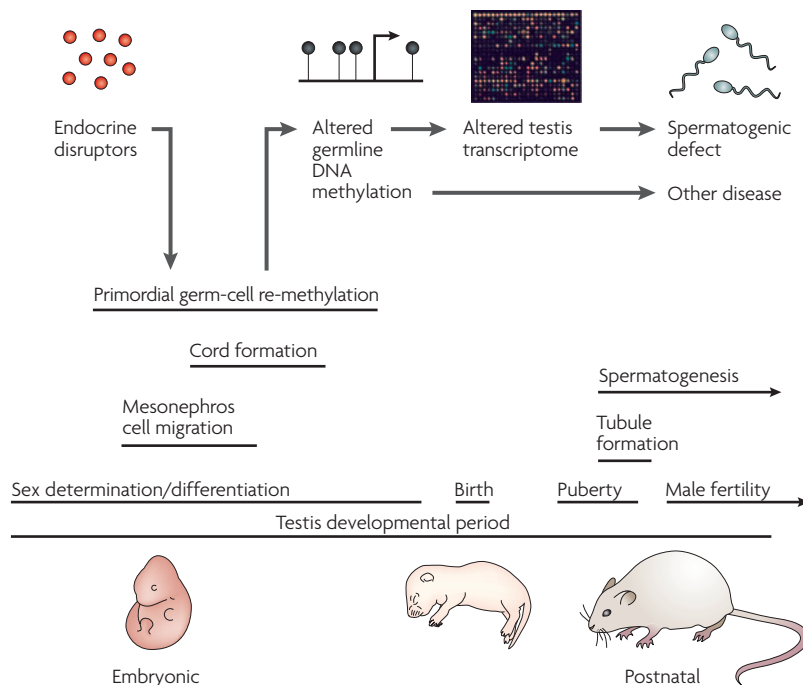 Endocrine
disruptors
Altered
germline
DNA
methylation
Altered testis
transcriptome
Spermatogenic
defect
Other disease
Primordial germ-cell re-methylation
Cord formation
Spermatogenesis
Mesonephros
cell migration
Tubule
formation
Sex determination/differentiation
Birth
Puberty
Male fertility
Testis developmental period
Embryonic
Postnatal